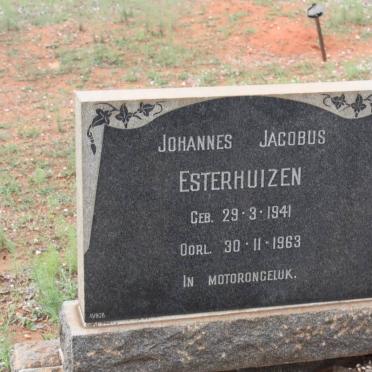 JOHANNES JACOBUS
ESTERHUIZEN
GEB. 29·3·1941
OORL. 30·11·1963
IN MOTORONGELUK.